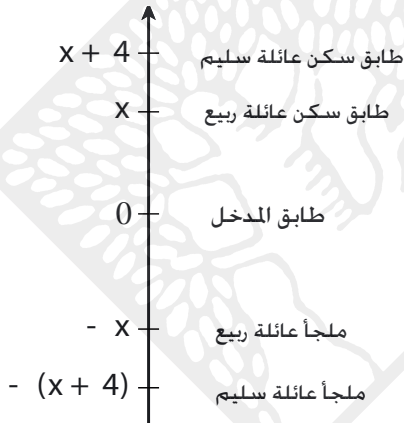 x + 4 طابق سكن عائلة سليم
x طابق سكن عائلة ربيع
0 طابق المدخل
- x ملجأ عائلة ربيع
- (x + 4) ملجأ عائلة سليم